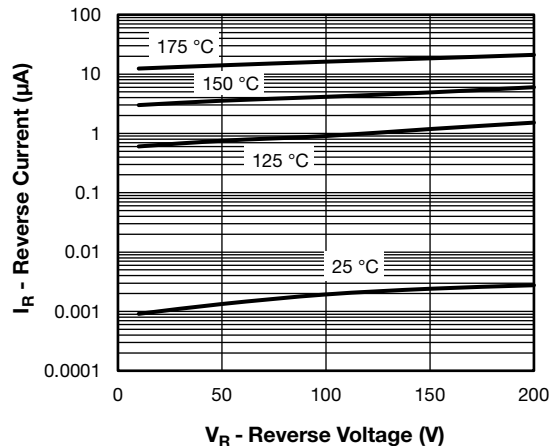 100
10
1
0.1
0.01
0.001
0.0001
I_R - Reverse Current (µA)
175 °C
150 °C
125 °C
25 °C
0
50
100
150
200
V_R - Reverse Voltage (V)